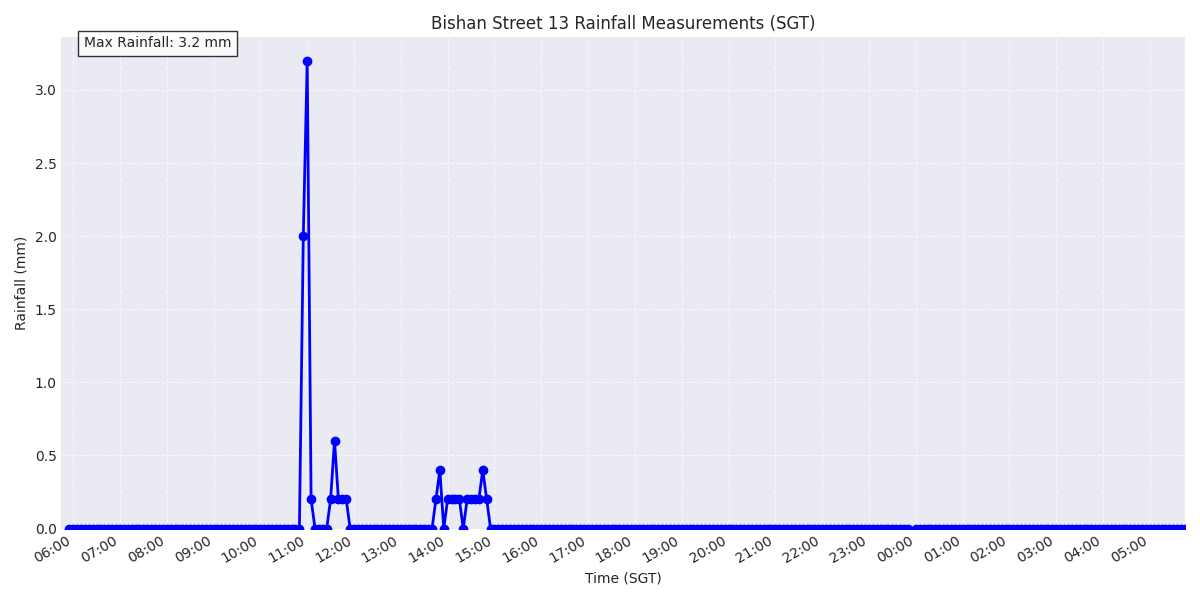 Bishan Street 13 Rainfall Measurements (SGT)
Max Rainfall: 3.2 mm
Rainfall (mm)
3.0
2.5
2.0
1.5
1.0
0.5
0.0
06:00 07:00 08:00 09:00 10:00 11:00 12:00 13:00 14:00 15:00 16:00 17:00 18:00 19:00 20:00 21:00 22:00 23:00 00:00 01:00 02:00 03:00 04:00 05:00
Time (SGT)